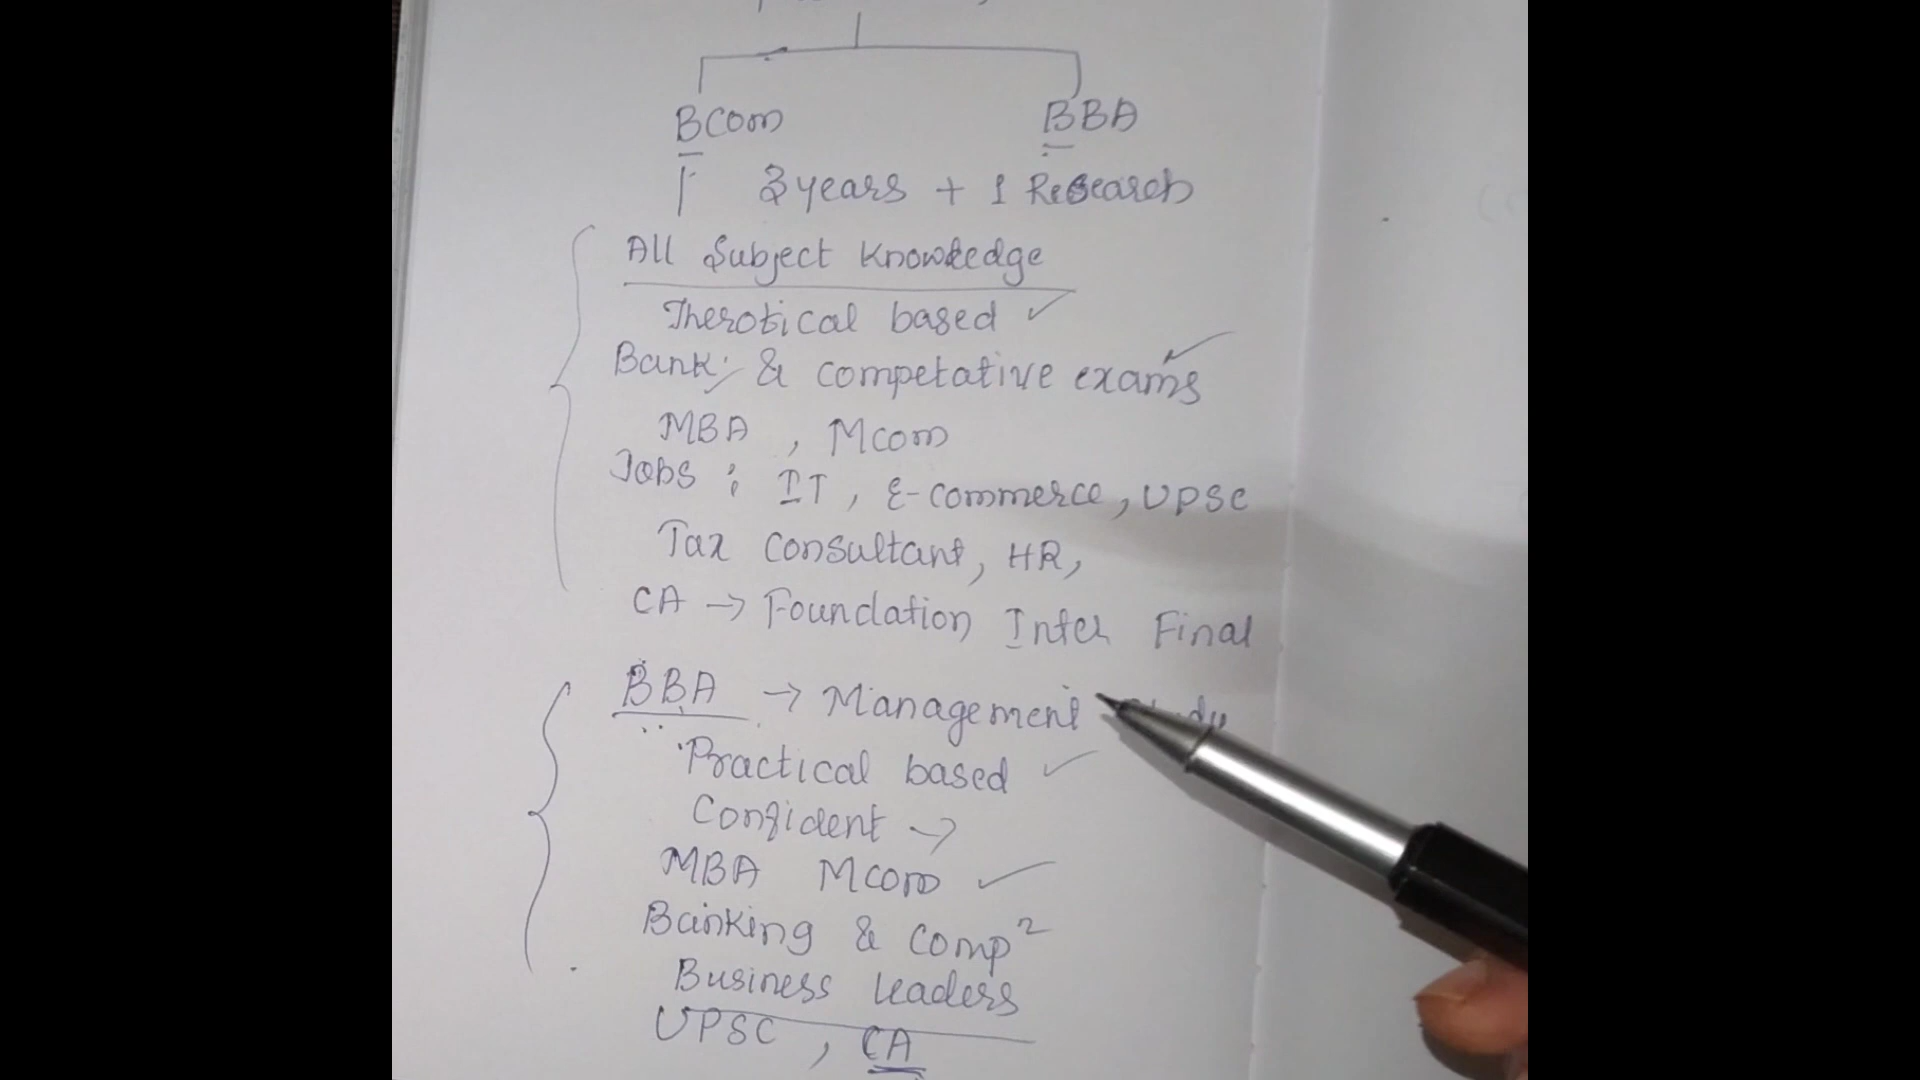 BCom BBA
3 years + 1 Research
All Subject Knowledge
Therotical based
Bank & competative exams
MBA , Mcom
Jobs : IT, E-commerce, UPSC
Tax consultant, HR,
CA → Foundation Inter Final
BBA → Management
Practical based
Confident →
MBA Mcom
Banking & comp²
Business leaders
UPSC , CA